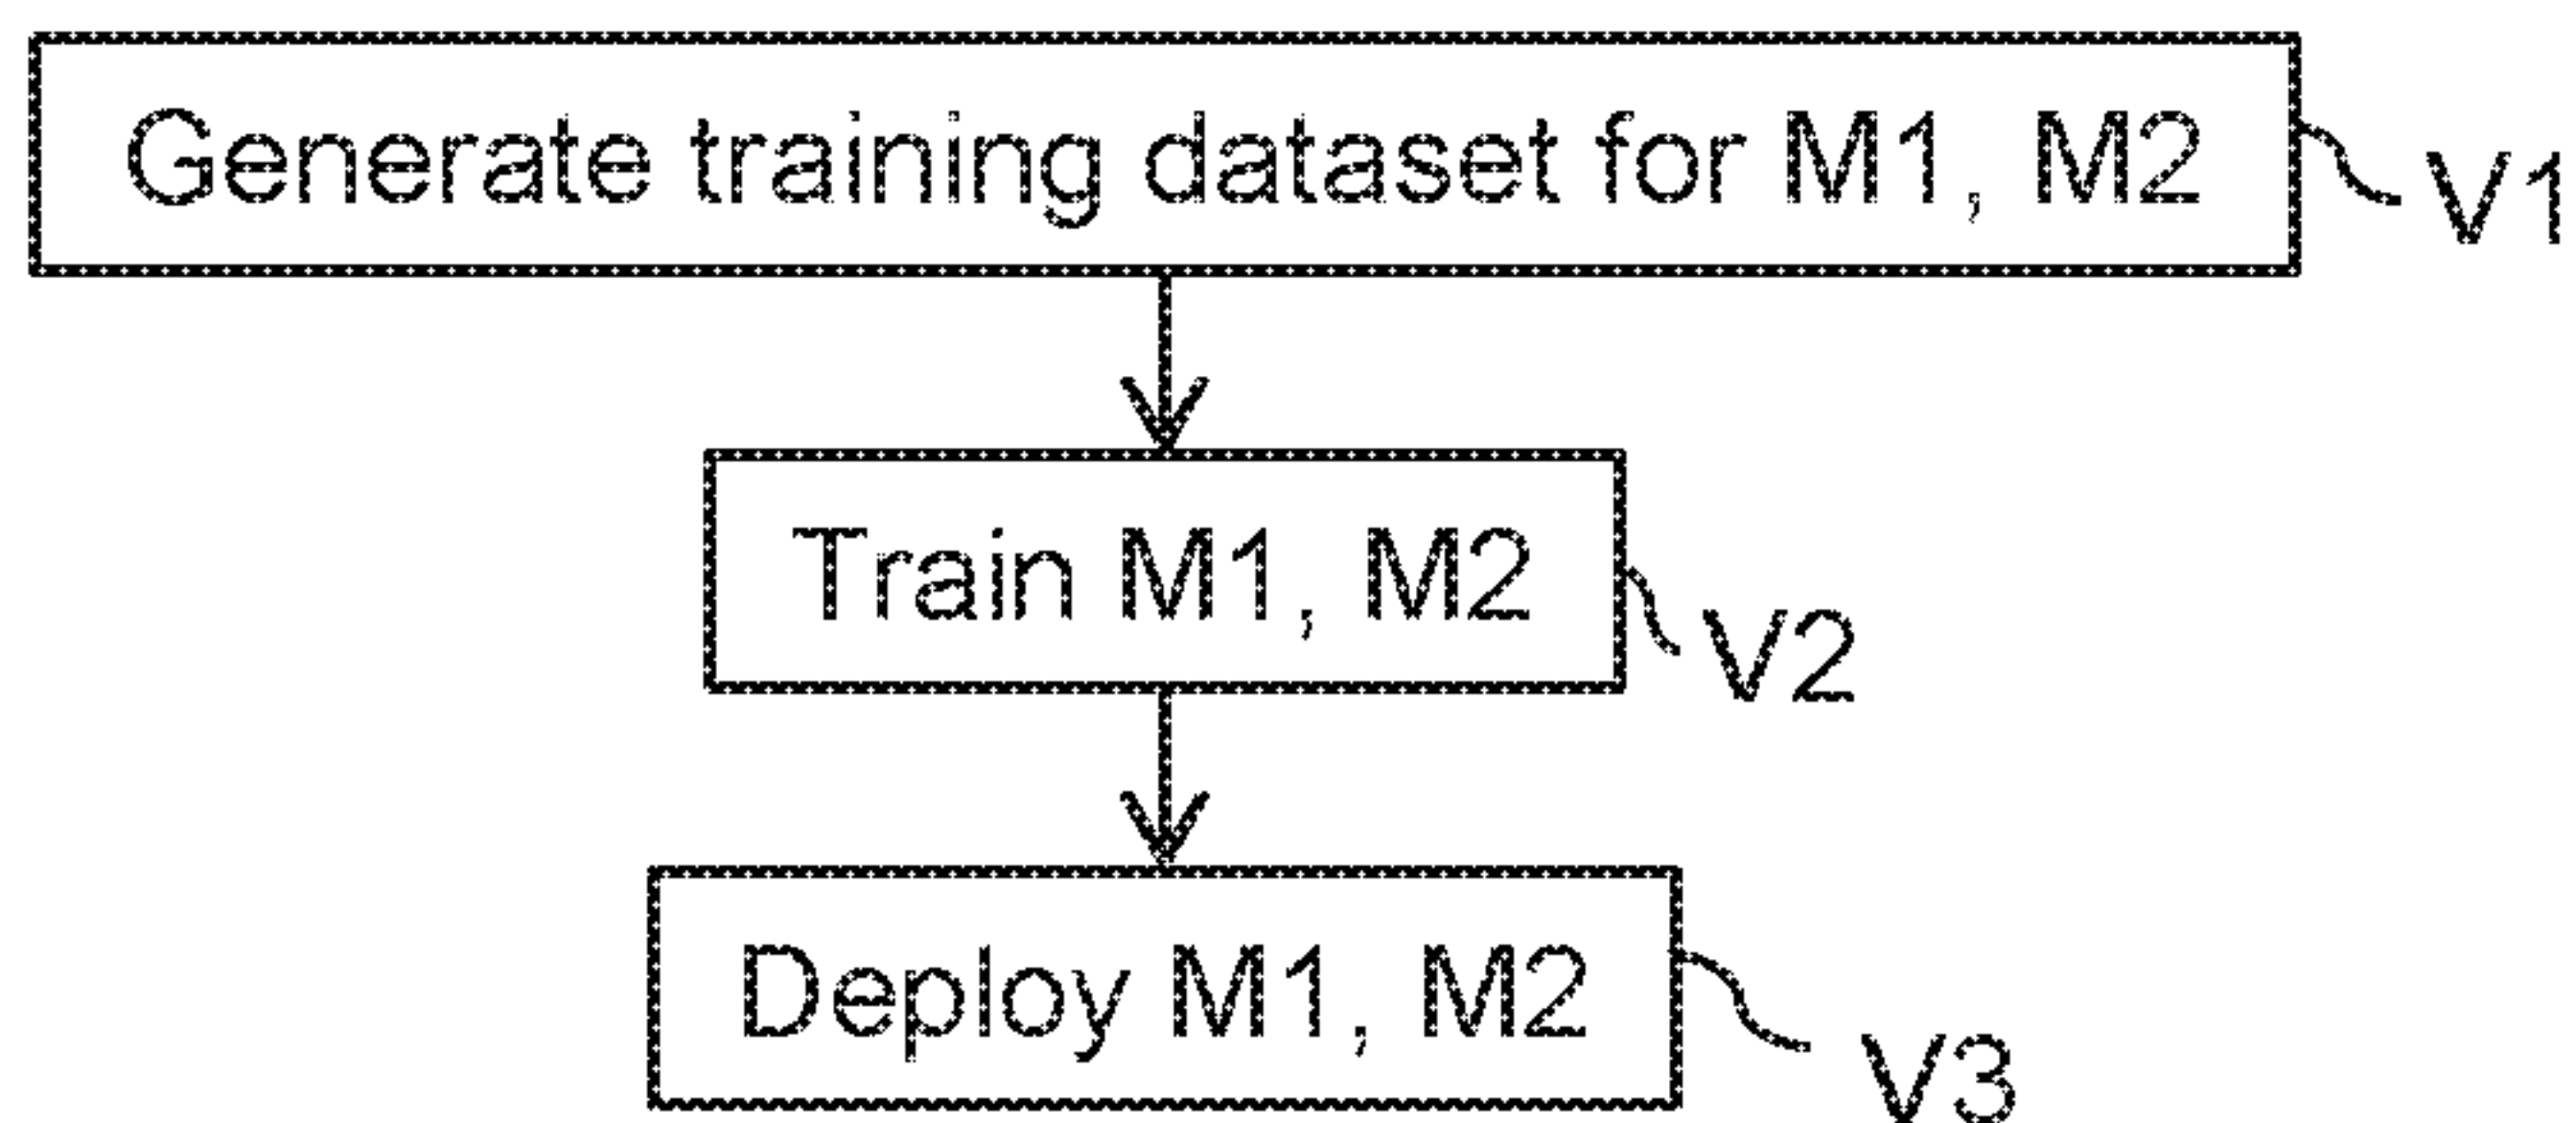 Generate training dataset for M1, M2
V1
Train M1, M2
V2
Deploy M1, M2
V3